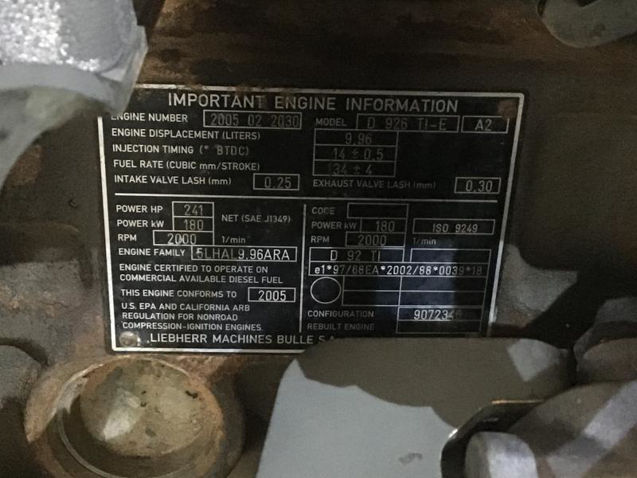 IMPORTANT ENGINE INFORMATION
ENGINE NUMBER 2005 02 2030 MODEL D 926 TI-E A2
ENGINE DISPLACEMENT (LITERS) 9.96
INJECTION TIMING (° BTDC) 14 ± 0.5
FUEL RATE (CUBIC mm/STROKE) 134 ± 4
INTAKE VALVE LASH (mm) 0.25 EXHAUST VALVE LASH (mm) 0.30
POWER HP 241 NET (SAE J1349)
POWER kW 180
RPM 2000 1/min
ENGINE FAMILY 5LHAL9.96ARA
ENGINE CERTIFIED TO OPERATE ON
COMMERCIAL AVAILABLE DIESEL FUEL
THIS ENGINE CONFORMS TO 2005
U.S. EPA AND CALIFORNIA ARB
REGULATION FOR NONROAD
COMPRESSION-IGNITION ENGINES
CODE
POWER kW 180 ISO 9249
RPM 2000 1/min
D 92 TI
e1*97/68EA*2002/88*0039*18
CONFIGURATION
REBUILT ENGINE
LIEBHERR MACHINES BULLE